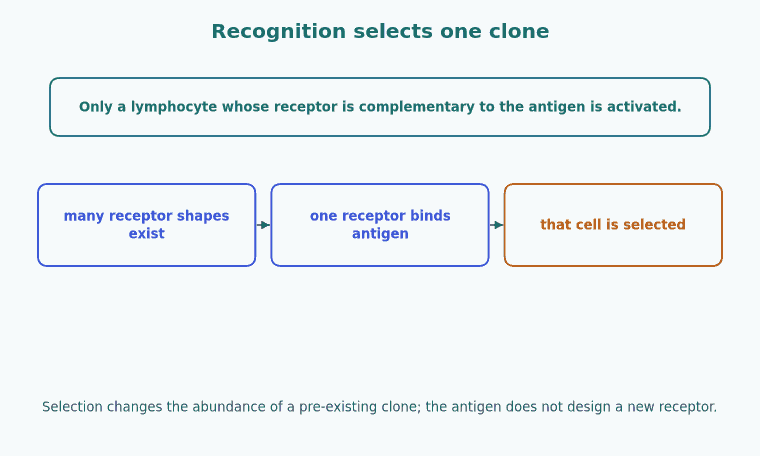 Recognition selects one clone
Only a lymphocyte whose receptor is complementary to the antigen is activated.
many receptor shapes
exist
one receptor binds
antigen
that cell is selected
Selection changes the abundance of a pre-existing clone; the antigen does not design a new receptor.